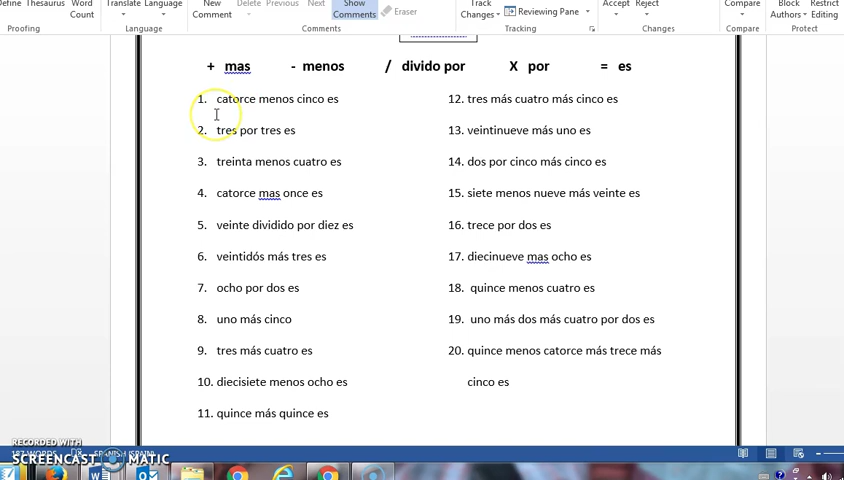 Thesaurus Word Count Translate Language New Comment Delete Previous Next Show Comments Eraser Track Changes Reviewing Pane Accept Reject Compare Block Authors Restrict Editing
Proofing Comments Tracking Changes Compare Protect
+ mas - menos / divido por X por = es
1. catorce menos cinco es
2. tres por tres es
3. treinta menos cuatro es
4. catorce mas once es
5. veinte dividido por diez es
6. veintidós más tres es
7. ocho por dos es
8. uno más cinco
9. tres más cuatro es
10. diecisiete menos ocho es
11. quince más quince es
12. tres más cuatro más cinco es
13. veintinueve más uno es
14. dos por cinco más cinco es
15. siete menos nueve más veinte es
16. trece por dos es
17. diecinueve mas ocho es
18. quince menos cuatro es
19. uno más dos más cuatro por dos es
20. quince menos catorce más trece más
cinco es
RECORDED WITH
SCREENCAST MATIC
WORDS